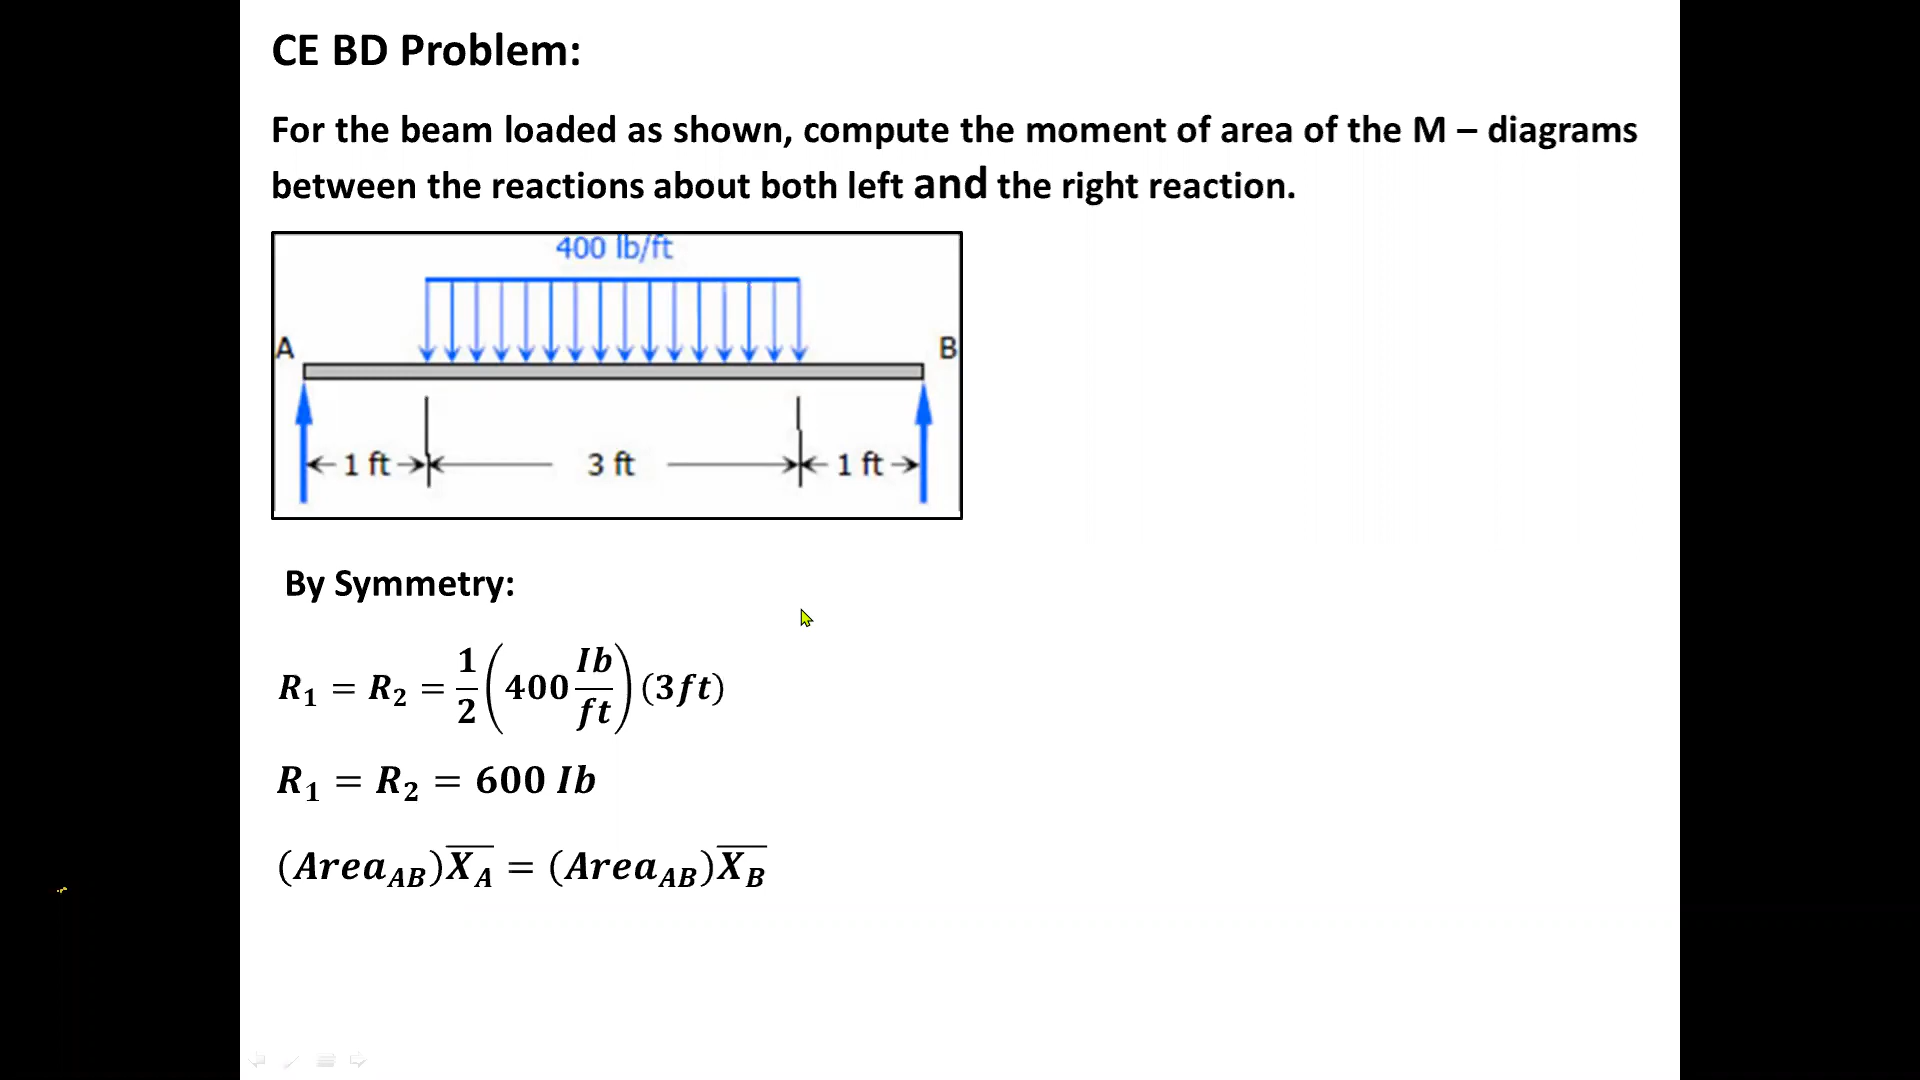 CE BD Problem:
For the beam loaded as shown, compute the moment of area of the M – diagrams
between the reactions about both left and the right reaction.
400 lb/ft
A
B
1 ft
3 ft
1 ft
By Symmetry:
R₁ = R₂ = 1/2 (400 Ib/ft) (3ft)
R₁ = R₂ = 600 Ib
(Area_AB)X̅_A = (Area_AB)X̅_B